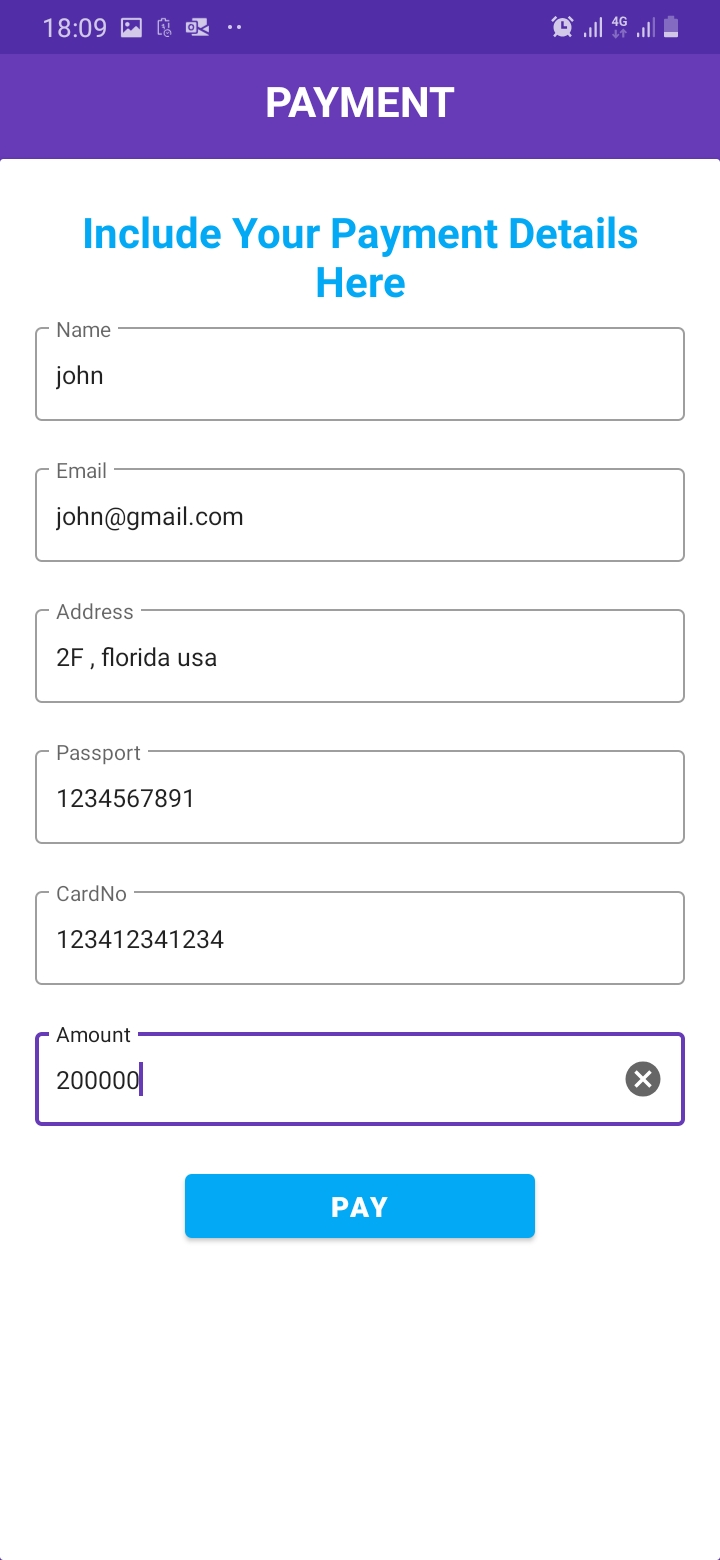 18:09
4G
PAYMENT
Include Your Payment Details
Here
Name
john
Email
john@gmail.com
Address
2F , florida usa
Passport
1234567891
CardNo
123412341234
Amount
200000
PAY